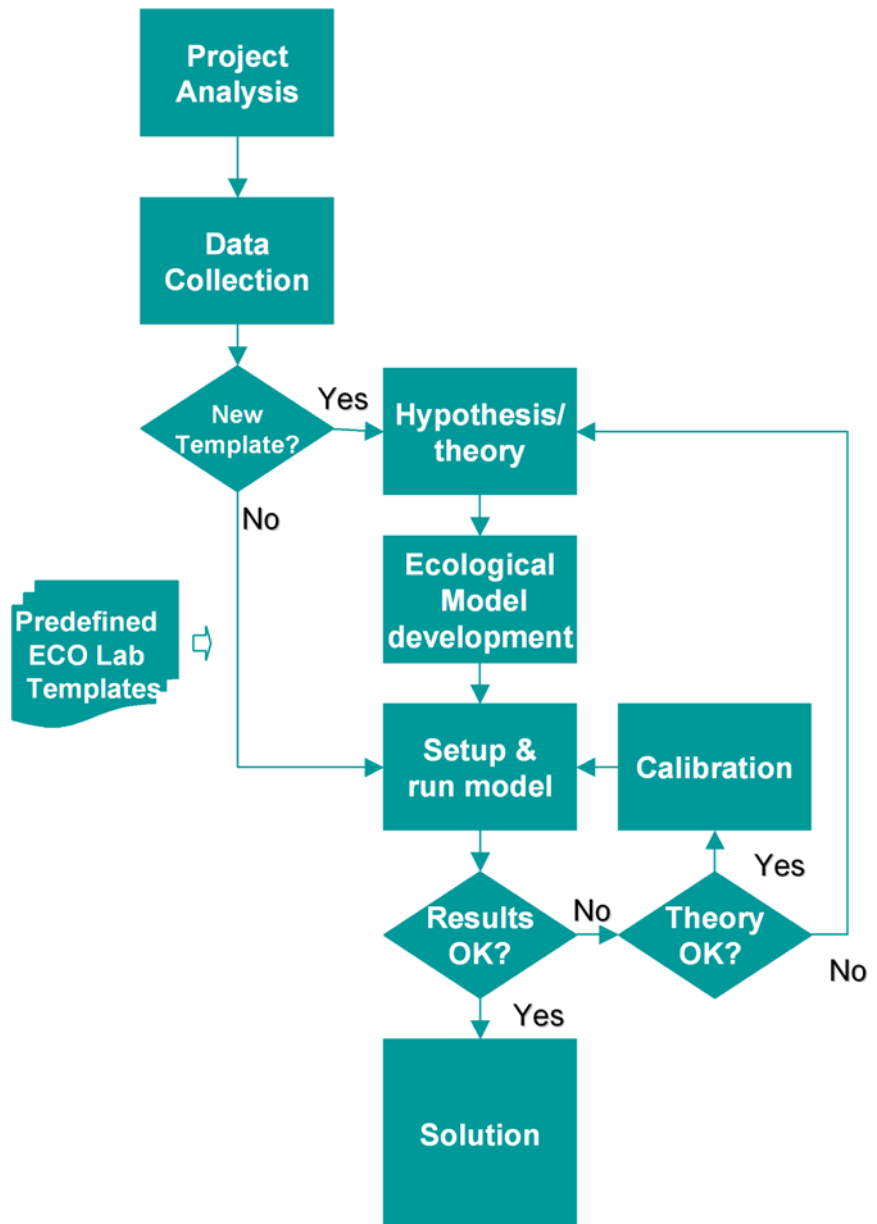 Project
Analysis
Data
Collection
New
Template?
Yes
No
Hypothesis/
theory
Ecological
Model
development
Predefined
ECO Lab
Templates
Setup &
run model
Calibration
Results
OK?
No
Theory
OK?
Yes
No
Yes
Solution